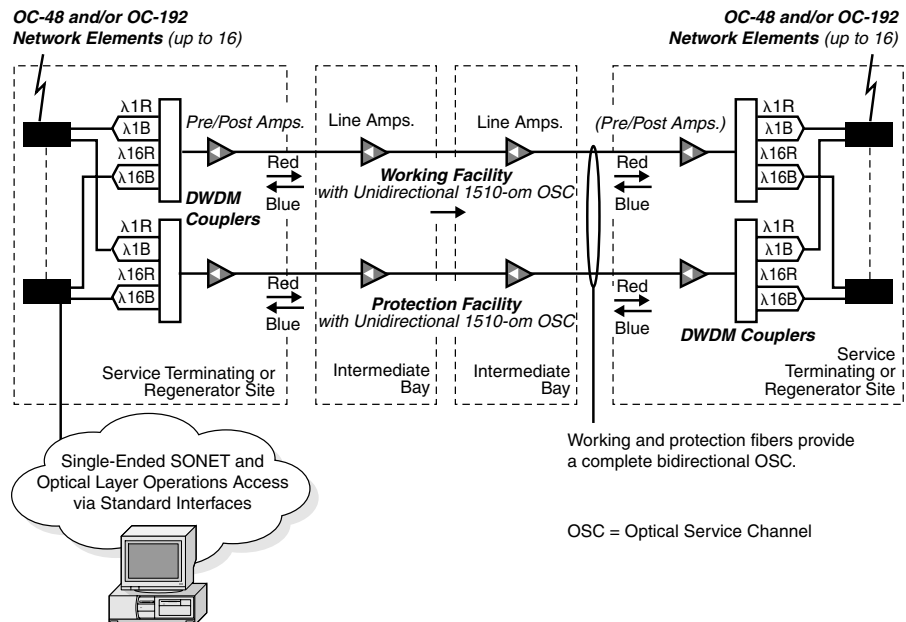 OC-48 and/or OC-192
Network Elements (up to 16)
OC-48 and/or OC-192
Network Elements (up to 16)
λ1R
λ1B
λ16R
λ16B
Pre/Post Amps.
Line Amps.
Line Amps.
(Pre/Post Amps.)
λ1R
λ1B
λ16R
λ16B
Red
Blue
Working Facility
with Unidirectional 1510-om OSC
Red
Blue
DWDM
Couplers
λ1R
λ1B
λ16R
λ16B
λ1R
λ1B
λ16R
λ16B
Red
Blue
Protection Facility
with Unidirectional 1510-om OSC
Red
Blue
DWDM Couplers
Service Terminating or
Regenerator Site
Intermediate
Bay
Intermediate
Bay
Service
Terminating or
Regenerator Site
Single-Ended SONET and
Optical Layer Operations Access
via Standard Interfaces
Working and protection fibers provide
a complete bidirectional OSC.
OSC = Optical Service Channel